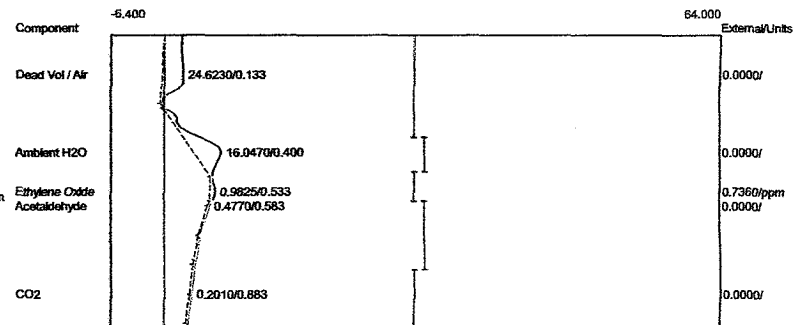 -6.400 64.000
Component External/Units
Dead Vol / Air 24.6230/0.133 0.0000/
Ambient H2O 16.0470/0.400 0.0000/
Ethylene Oxide 0.9825/0.533 0.7360/ppm
Acetaldehyde 0.4770/0.583 0.0000/
CO2 0.2010/0.883 0.0000/